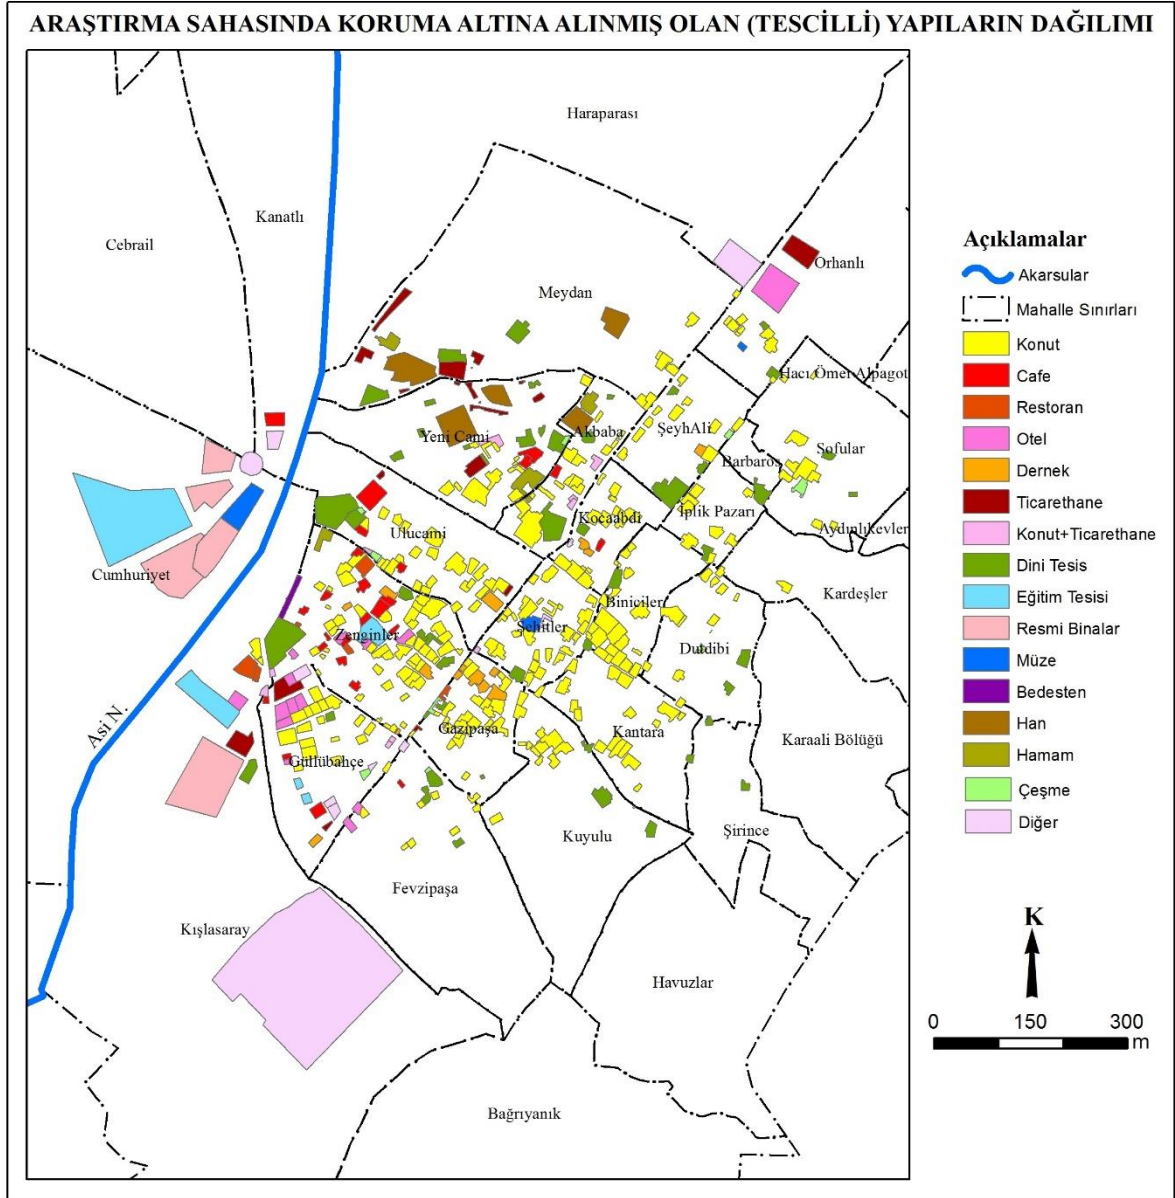 ARAŞTIRMA SAHASINDA KORUMA ALTINA ALINMIŞ OLAN (TESCİLLİ) YAPILARIN DAĞILIMI
Haraparası
Kanatlı
Cebrail
Orhanlı
Meydan
Hacı Ömer Alpagot
Yeni Cami
Akbaba
ŞeyhAli
Sofular
Barbaros
İplik Pazarı
Kocaabdi
Aydınlıkevler
Ulucami
Cumhuriyet
Kardeşler
Biniciler
Şehitler
Zenginler
Dutdibi
Asi N.
Gazipaşa
Kantara
Karaali Bölüğü
Güllübahçe
Kuyulu
Şirince
Fevzipaşa
Kışlasaray
Havuzlar
Bağrıyanık
Açıklamalar
Akarsular
Mahalle Sınırları
Konut
Cafe
Restoran
Otel
Dernek
Ticarethane
Konut+Ticarethane
Dini Tesis
Eğitim Tesisi
Resmi Binalar
Müze
Bedesten
Han
Hamam
Çeşme
Diğer
K
0 150 300
m